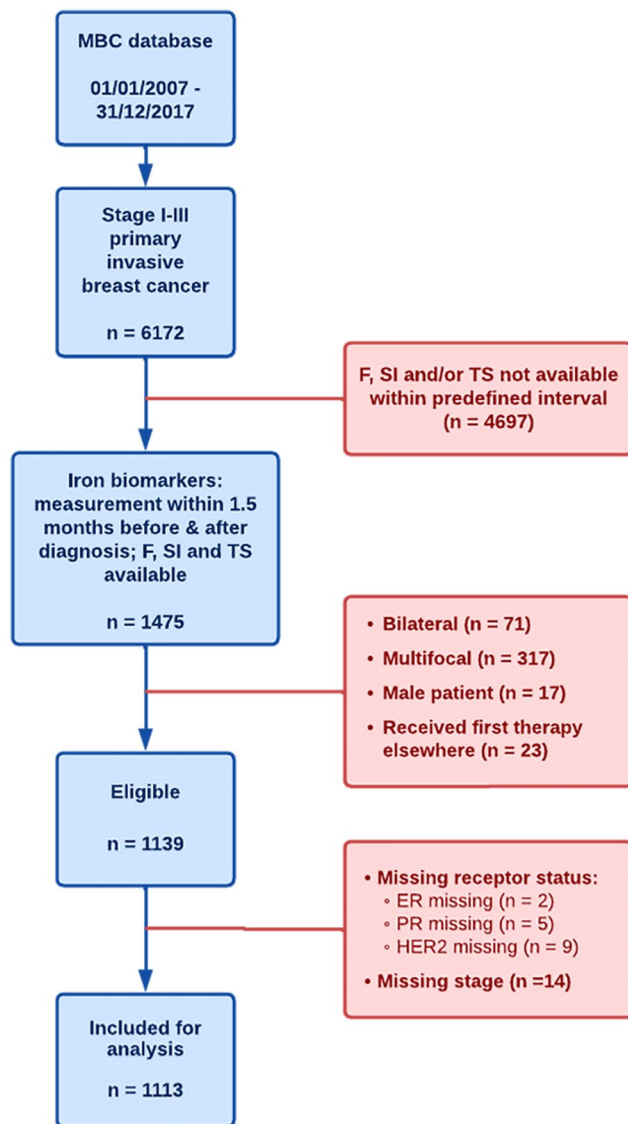 MBC database
01/01/2007 -
31/12/2017
Stage I-III
primary
invasive
breast cancer
n = 6172
F, SI and/or TS not available
within predefined interval
(n = 4697)
Iron biomarkers:
measurement within 1.5
months before & after
diagnosis; F, SI and TS
available
n = 1475
• Bilateral (n = 71)
• Multifocal (n = 317)
• Male patient (n = 17)
• Received first therapy
elsewhere (n = 23)
Eligible
n = 1139
• Missing receptor status:
◦ ER missing (n = 2)
◦ PR missing (n = 5)
◦ HER2 missing (n = 9)
• Missing stage (n =14)
Included for
analysis
n = 1113